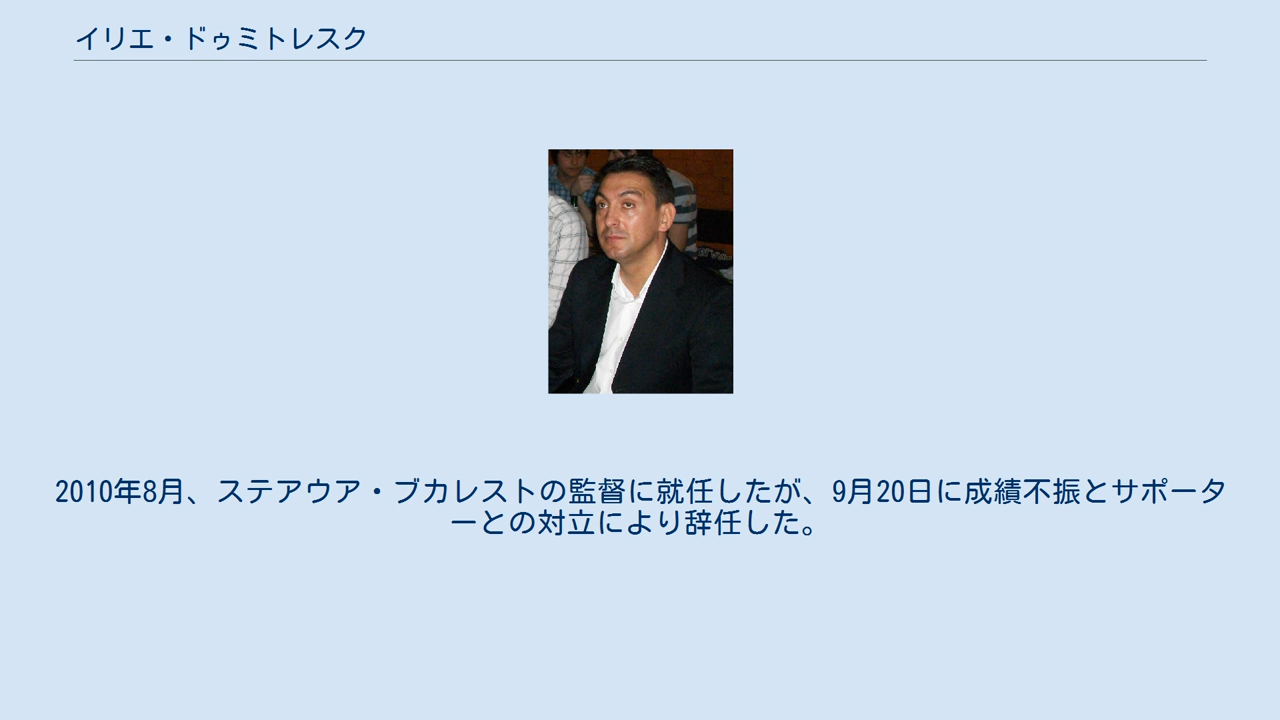 イリエ・ドゥミトレスク
2010年8月、ステアウア・ブカレストの監督に就任したが、9月20日に成績不振とサポータ
ーとの対立により辞任した。